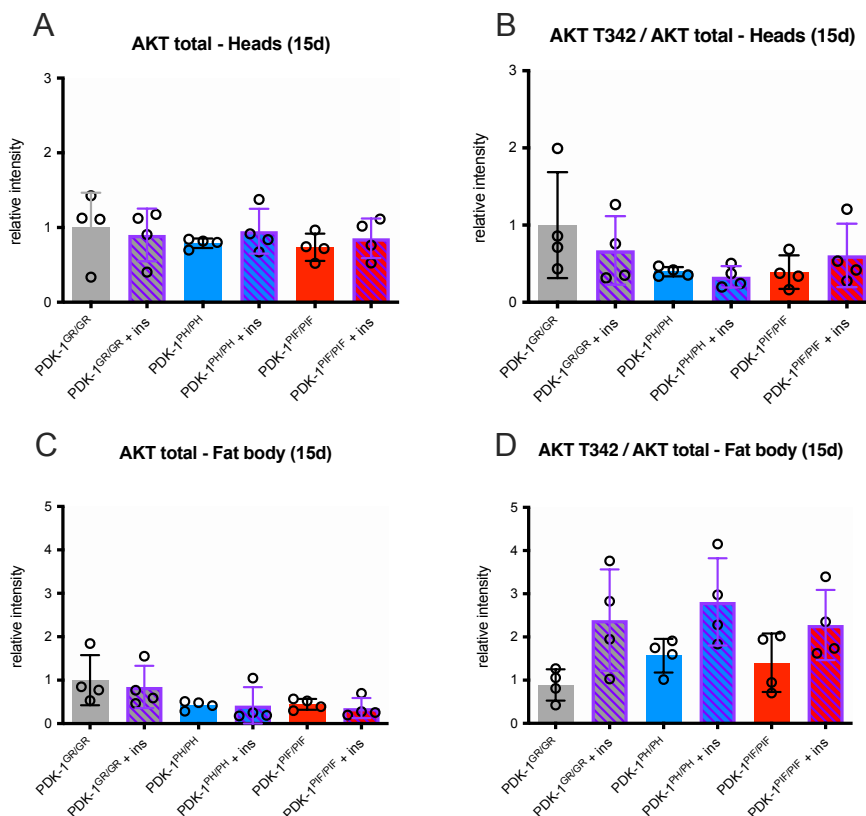 A
AKT total - Heads (15d)
relative intensity
3
2
1
0
PDK-1GR/GR
PDK-1GR/GR + ins
PDK-1PH/PH
PDK-1PH/PH + ins
PDK-1PIF/PIF
PDK-1PIF/PIF + ins
B
AKT T342 / AKT total - Heads (15d)
relative intensity
3
2
1
0
PDK-1GR/GR
PDK-1GR/GR + ins
PDK-1PH/PH
PDK-1PH/PH + ins
PDK-1PIF/PIF
PDK-1PIF/PIF + ins
C
AKT total - Fat body (15d)
relative intensity
5
4
3
2
1
0
PDK-1GR/GR
PDK-1GR/GR + ins
PDK-1PH/PH
PDK-1PH/PH + ins
PDK-1PIF/PIF
PDK-1PIF/PIF + ins
D
AKT T342 / AKT total - Fat body (15d)
relative intensity
5
4
3
2
1
0
PDK-1GR/GR
PDK-1GR/GR + ins
PDK-1PH/PH
PDK-1PH/PH + ins
PDK-1PIF/PIF
PDK-1PIF/PIF + ins